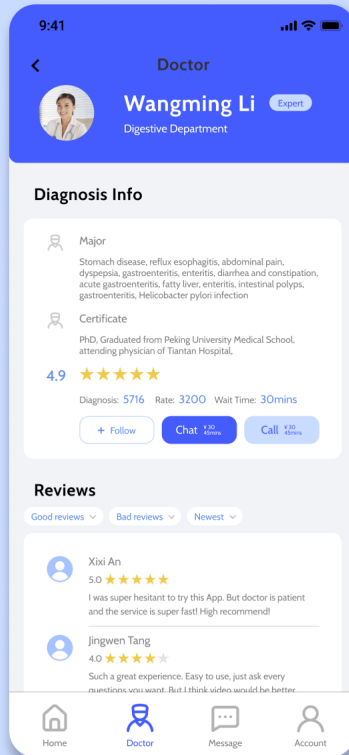 9:41
Doctor
Wangming Li Expert
Digestive Department
Diagnosis Info
Major
Stomach disease, reflux esophagitis, abdominal pain,
dyspepsia, gastroenteritis, enteritis, diarrhea and constipation,
acute gastroenteritis, fatty liver, enteritis, intestinal polyps,
gastroenteritis, Helicobacter pylori infection
Certificate
PhD, Graduated from Peking University Medical School,
attending physician of Tiantan Hospital,
4.9
Diagnosis: 5716 Rate: 3200 Wait Time: 30mins
+ Follow
Chat ¥30 45mins
Call ¥30 45mins
Reviews
Good reviews Bad reviews Newest
Xixi An
5.0
I was super hesitant to try this App. But doctor is patient
and the service is super fast! High recommend!
Jingwen Tang
4.0
Such a great experience. Easy to use, just ask every
questions you want. But I think video would be better
Home Doctor Message Account